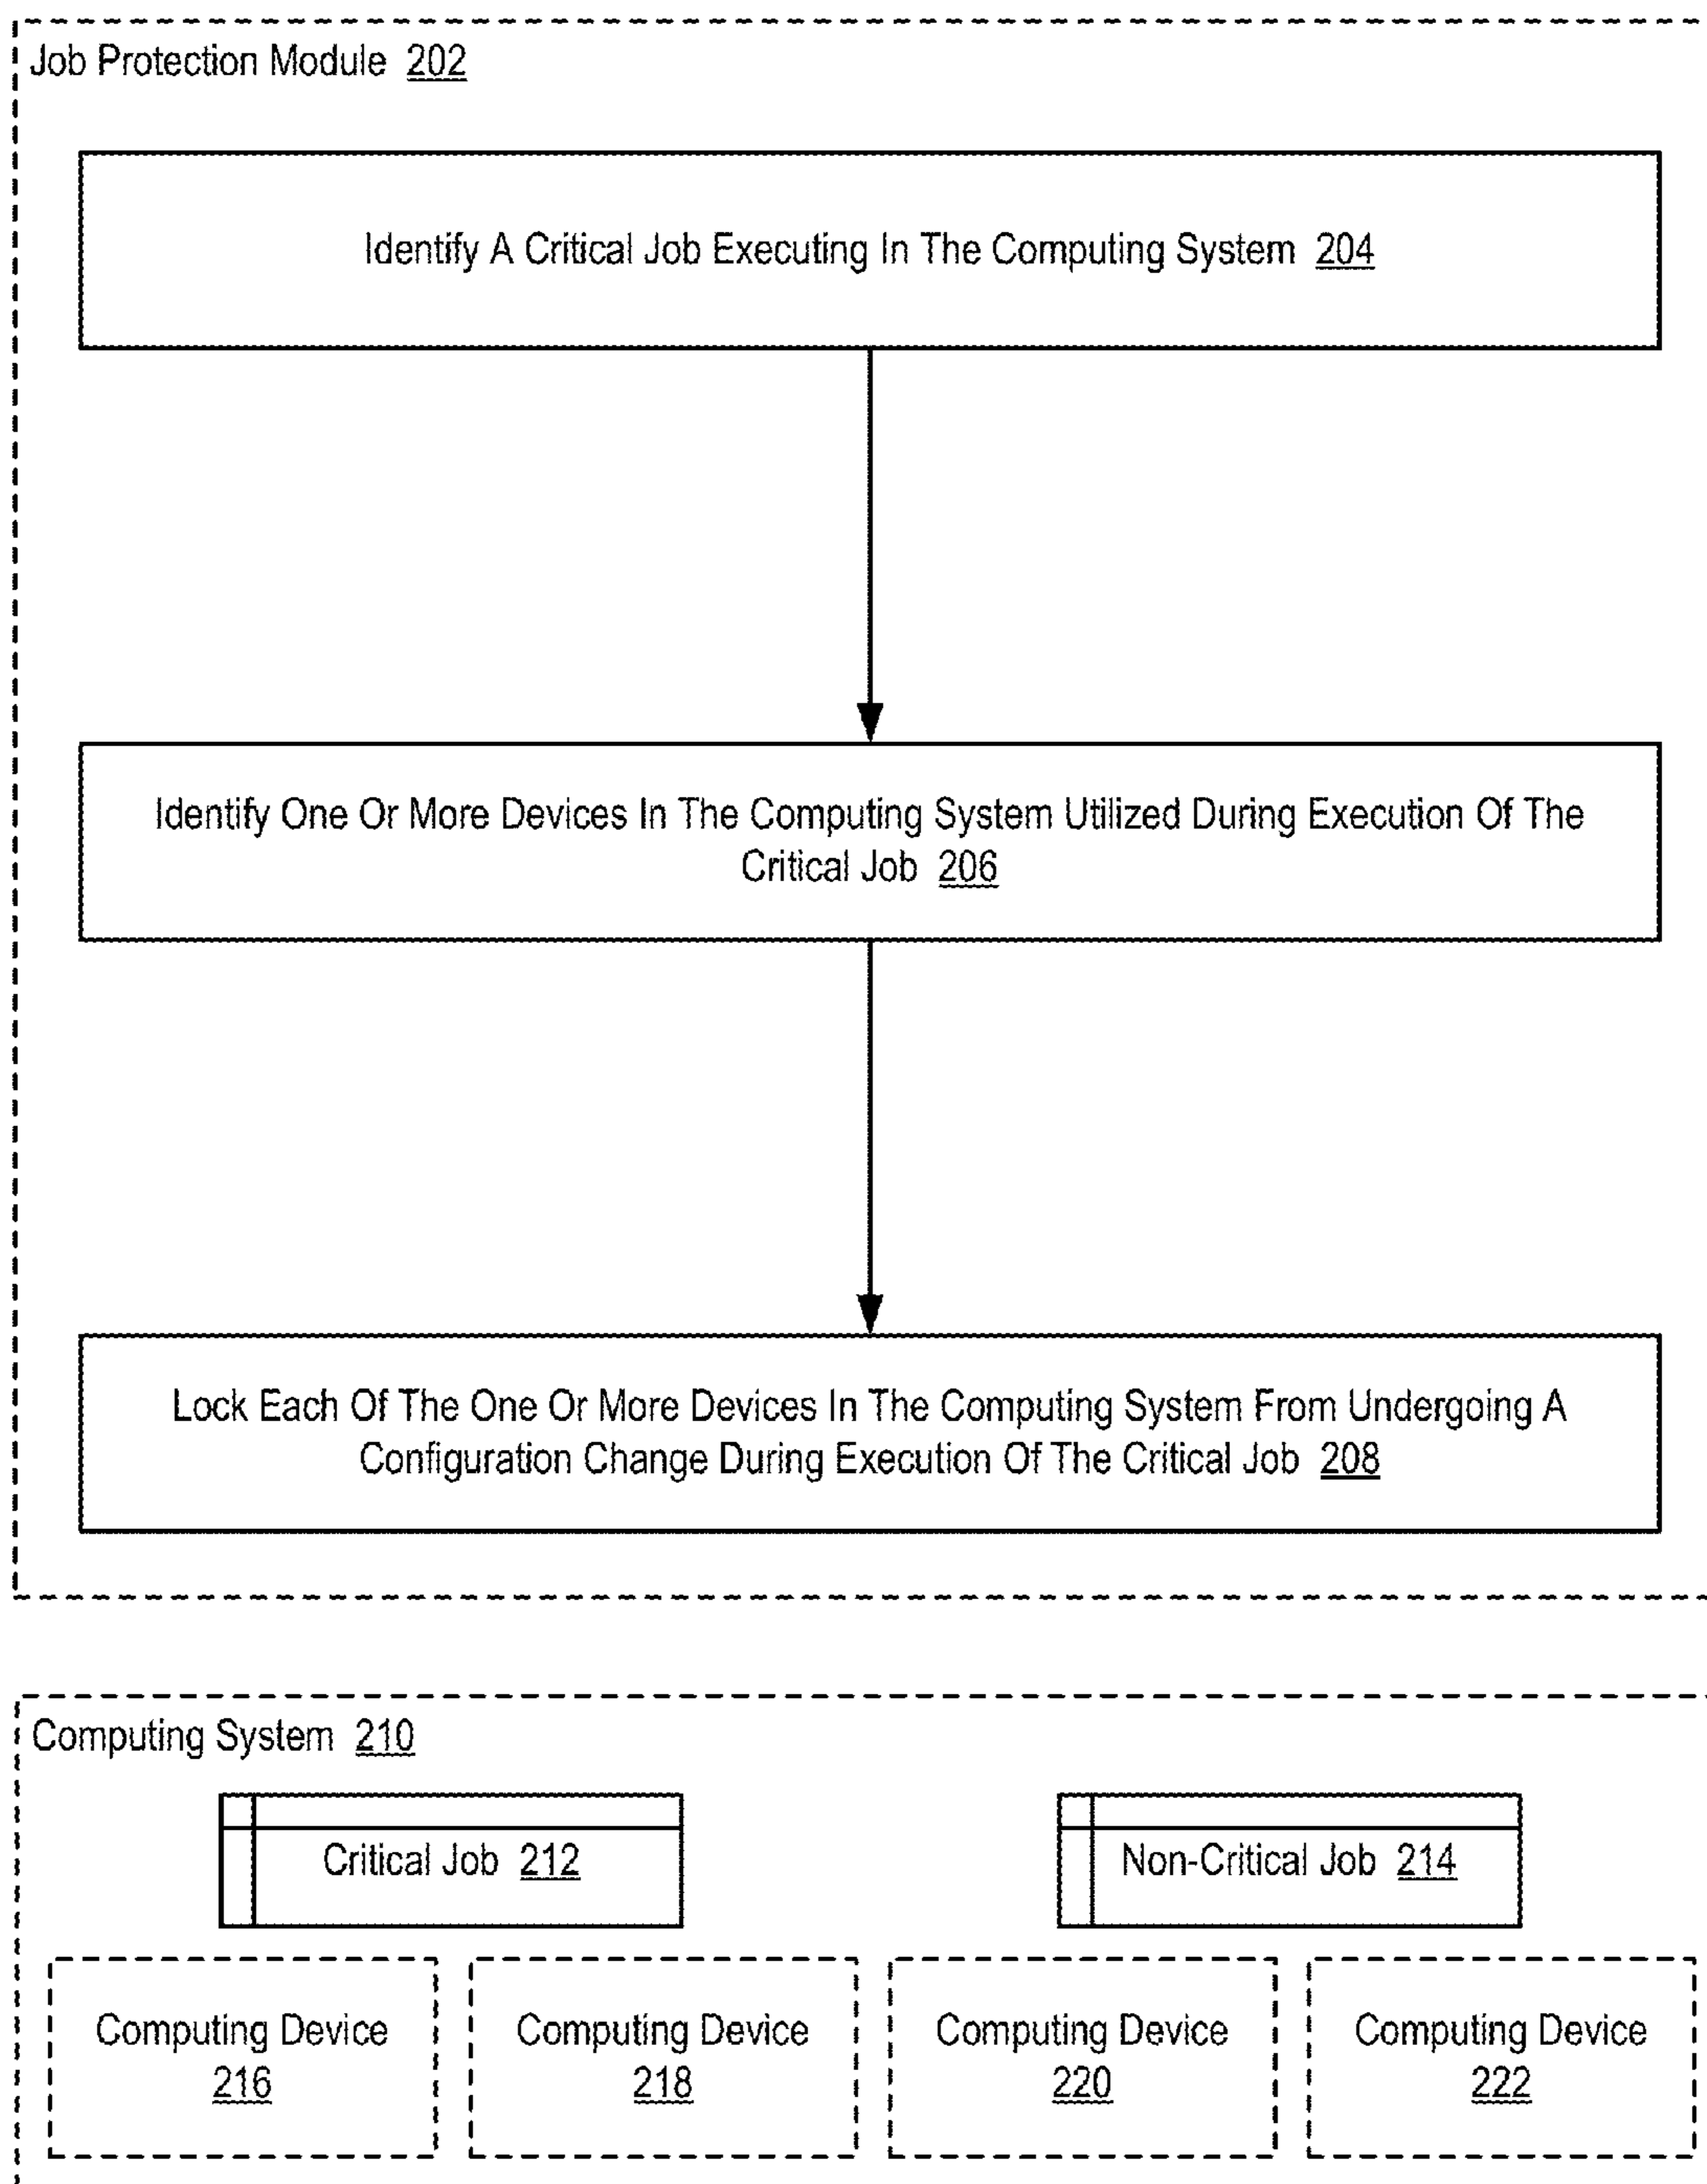 Job Protection Module 202
Identify A Critical Job Executing In The Computing System 204
Identify One Or More Devices In The Computing System Utilized During Execution Of The
Critical Job 206
Lock Each Of The One Or More Devices In The Computing System From Undergoing A
Configuration Change During Execution Of The Critical Job 208
Computing System 210
Critical Job 212
Non-Critical Job 214
Computing Device
216
Computing Device
218
Computing Device
220
Computing Device
222